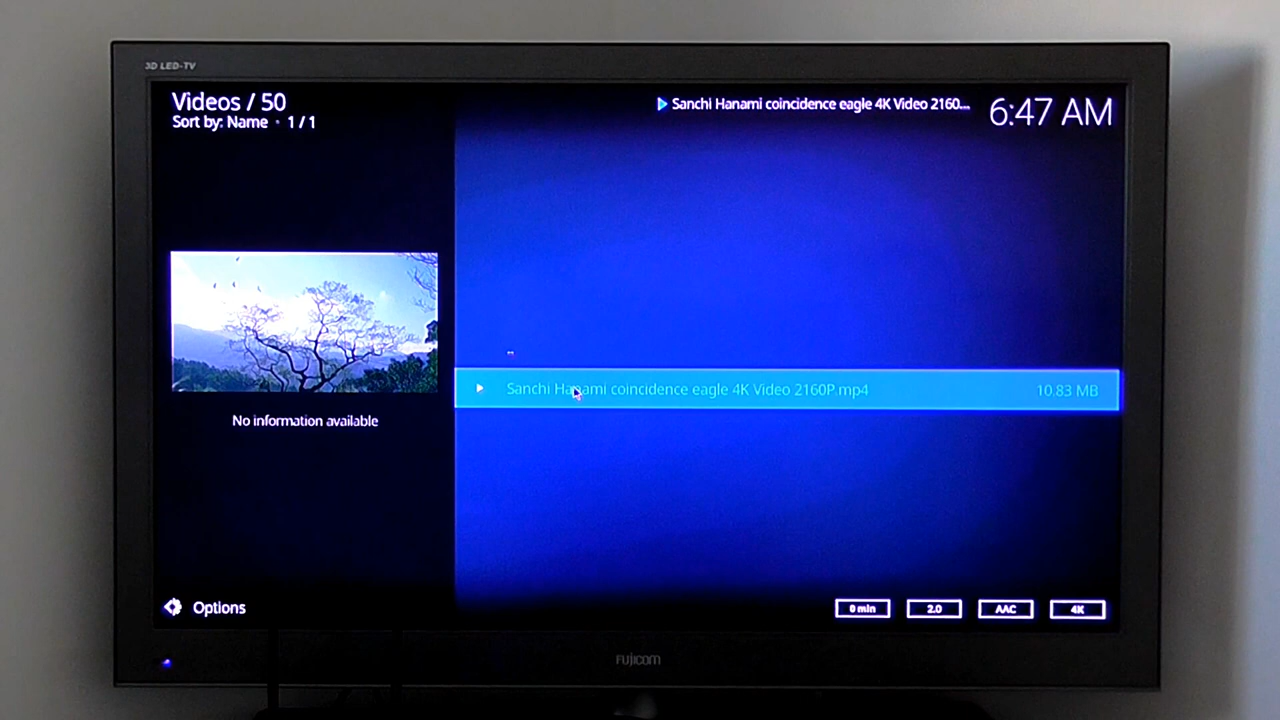 3D LED-TV
Videos / 50
Sort by: Name • 1 / 1
Sanchi Hanami coincidence eagle 4K Video 2160...
6:47 AM
..
Sanchi Hanami coincidence eagle 4K Video 2160P.mp4
10.83 MB
No information available
Options
0 min
2.0
AAC
4K
FUJICOM